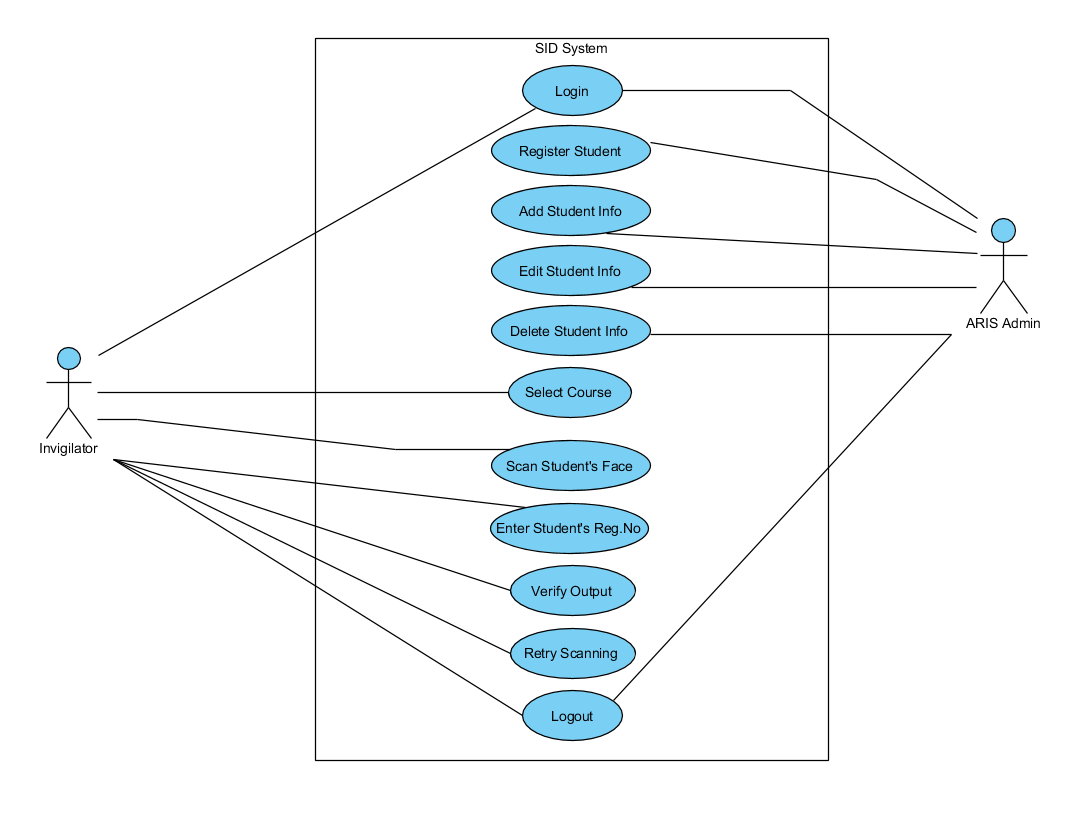 SID System
Login
Register Student
Add Student Info
Edit Student Info
ARIS Admin
Delete Student Info
Select Course
Invigilator
Scan Student's Face
Enter Student's Reg.No
Verify Output
Retry Scanning
Logout